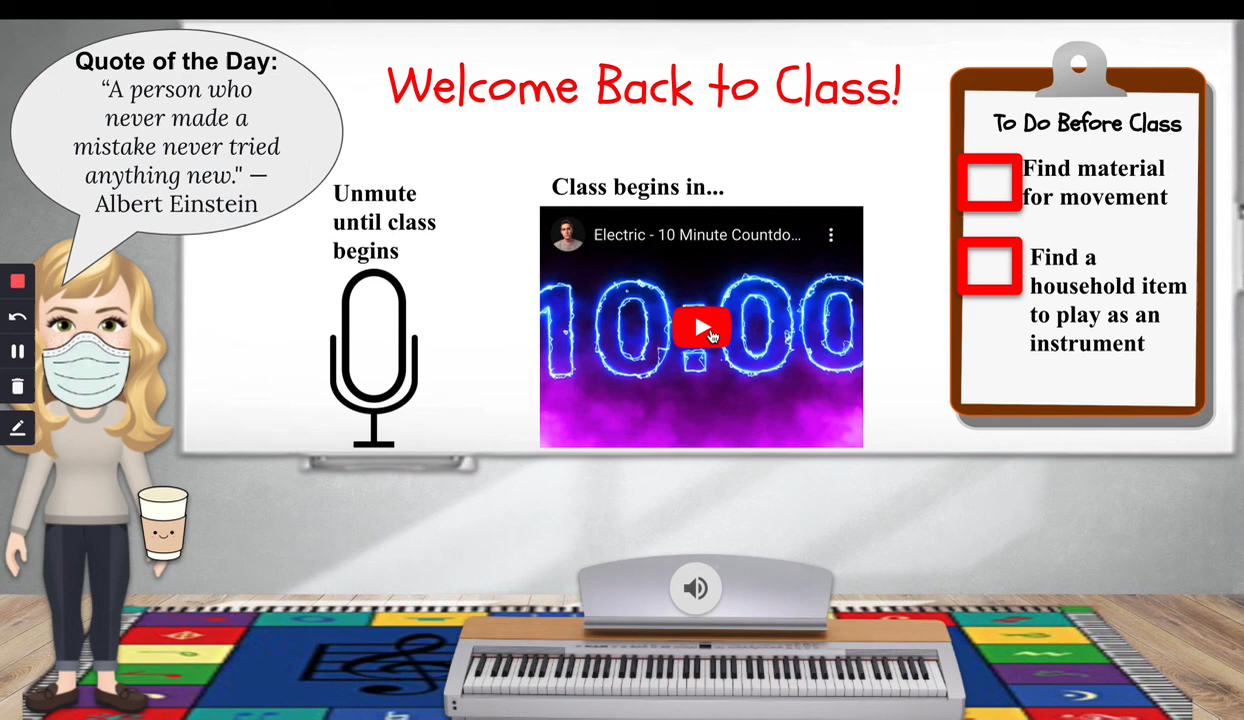 Quote of the Day:
“A person who
never made a
mistake never tried
anything new." —
Albert Einstein
Welcome Back to Class!
Unmute
until class
begins
Class begins in...
Electric - 10 Minute Countdo...
10:00
To Do Before Class
Find material
for movement
Find a
household item
to play as an
instrument